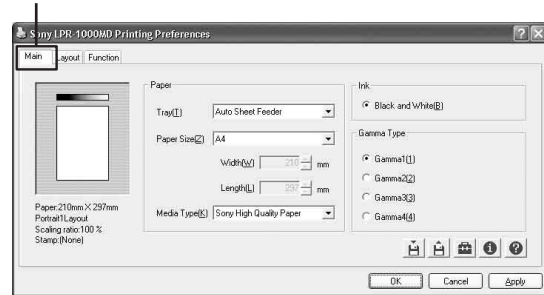 Sony LPR-1000MD Printing Preferences
Main Layout Function
Paper
Tray(T) Auto Sheet Feeder
Paper Size(Z) A4
Width(W) 210 mm
Length(L) 297 mm
Media Type(K) Sony High Quality Paper
Ink
Black and White(B)
Gamma Type
Gamma1(1)
Gamma2(2)
Gamma3(3)
Gamma4(4)
Paper:210mm X 297mm
Portrait1Layout
Scaling ratio:100 %
Stamp:(None)
OK Cancel Apply